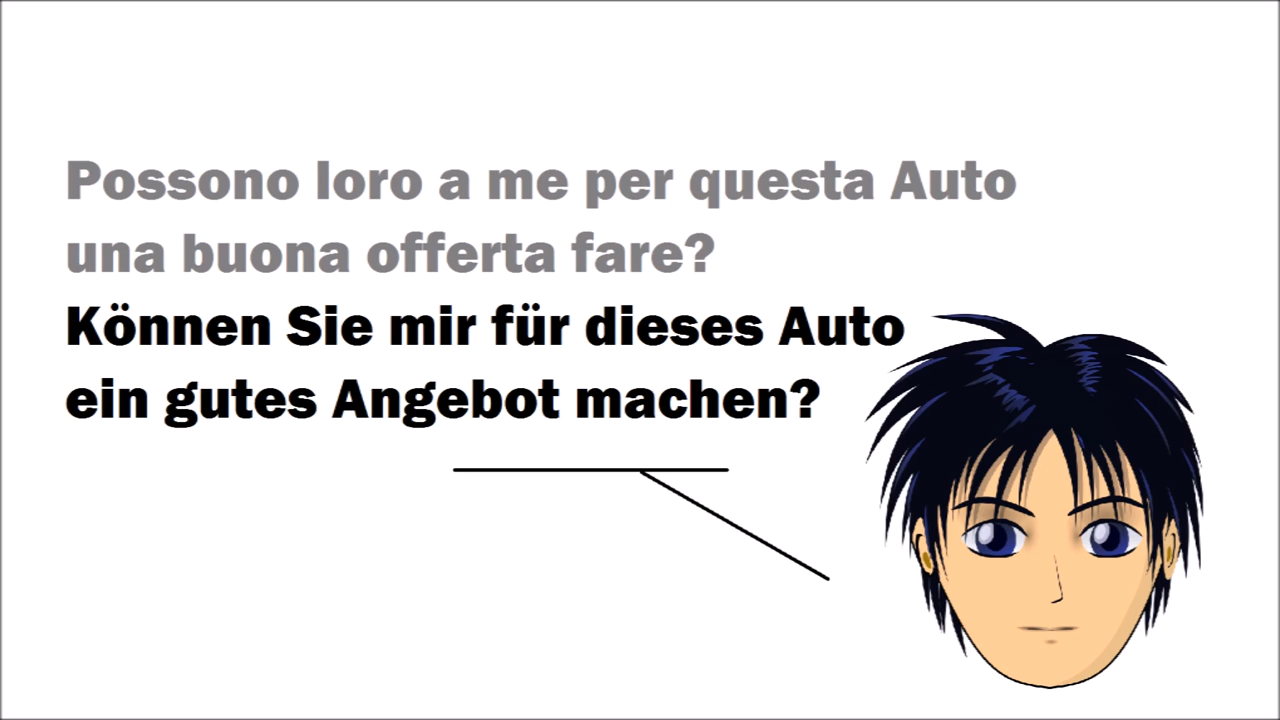 Possono loro a me per questa Auto
una buona offerta fare?
Können Sie mir für dieses Auto
ein gutes Angebot machen?